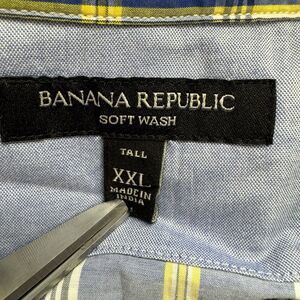 BANANA REPUBLIC
SOFT WASH
TALL
XXL
MADE IN
INDIA